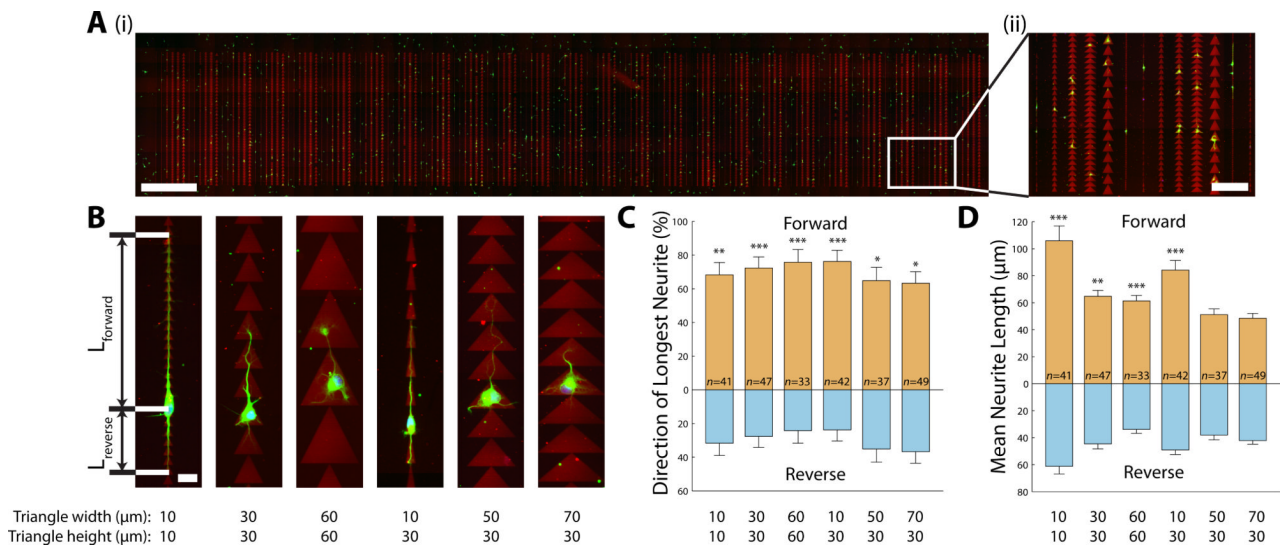 A (i)
(ii)
B
L forward
L reverse
Triangle width (μm): 10 30 60 10 50 70
Triangle height (μm): 10 30 60 30 30 30
C
Direction of Longest Neurite (%)
Forward
100
80
60
40
20
0
20
40
60
** *** *** *** * *
n=41 n=47 n=33 n=42 n=37 n=49
Reverse
10 30 60 10 50 70
10 30 60 30 30 30
D
Mean Neurite Length (μm)
Forward
120
100
80
60
40
20
0
20
40
60
80
*** ** *** ***
n=41 n=47 n=33 n=42 n=37 n=49
Reverse
10 30 60 10 50 70
10 30 60 30 30 30